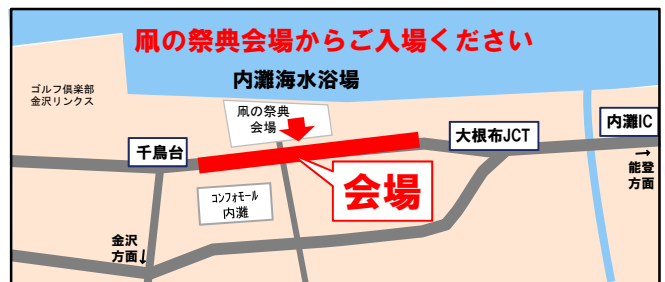 凧の祭典会場からご入場ください
内灘海水浴場
ゴルフ倶楽部
金沢リンクス
凧の祭典
会場
内灘IC
大根布JCT
千鳥台
→
能登
方面
会場
コンフォモール
内灘
金沢
方面↓